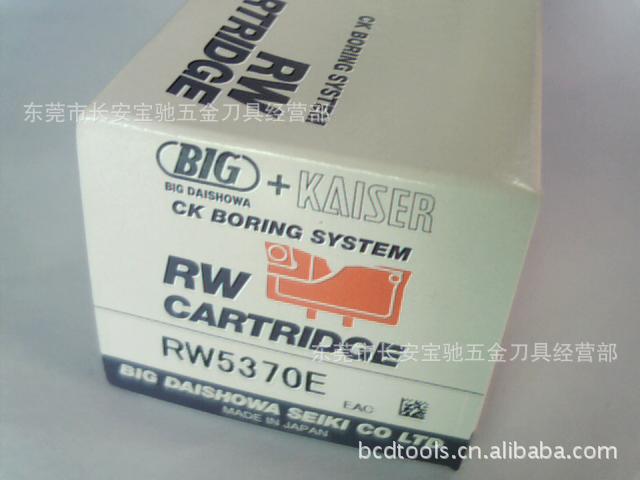 CARTRIDGE
RW
CK BORING SYSTEM
东莞市长安宝驰五金刀具经营部
BIG + KAISER
BIG DAISHOWA
CK BORING SYSTEM
RW
CARTRIDGE
东莞市长安宝驰五金刀具经营部
RW5370E
EAC
BIG DAISHOWA SEIKI CO LTD
MADE IN JAPAN
bcdtools.cn.alibaba.com